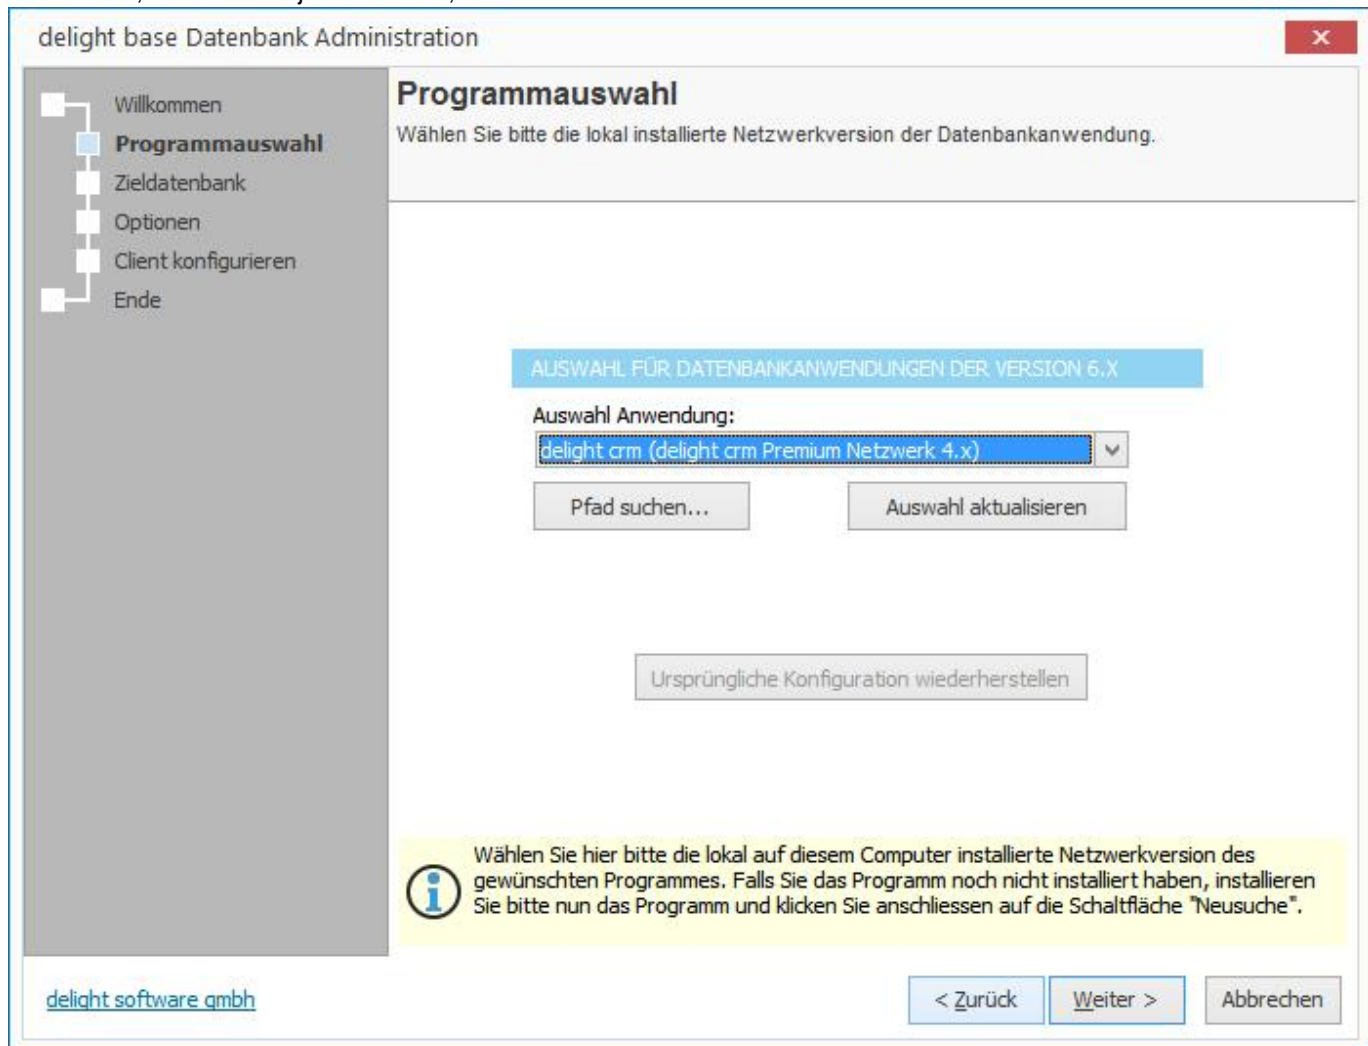 delight base Datenbank Administration
Willkommen
Programmauswahl
Zieldatenbank
Optionen
Client konfigurieren
Ende
Programmauswahl
Wählen Sie bitte die lokal installierte Netzwerkversion der Datenbankanwendung.
AUSWAHL FÜR DATENBANKANWENDUNGEN DER VERSION 6.X
Auswahl Anwendung:
delight crm (delight crm Premium Netzwerk 4.x)
Pfad suchen...
Auswahl aktualisieren
Ursprüngliche Konfiguration wiederherstellen
Wählen Sie hier bitte die lokal auf diesem Computer installierte Netzwerkversion des
gewünschten Programmes. Falls Sie das Programm noch nicht installiert haben, installieren
Sie bitte nun das Programm und klicken Sie anschliessen auf die Schaltfläche "Neusuche".
delight software gmbh
< Zurück
Weiter >
Abbrechen